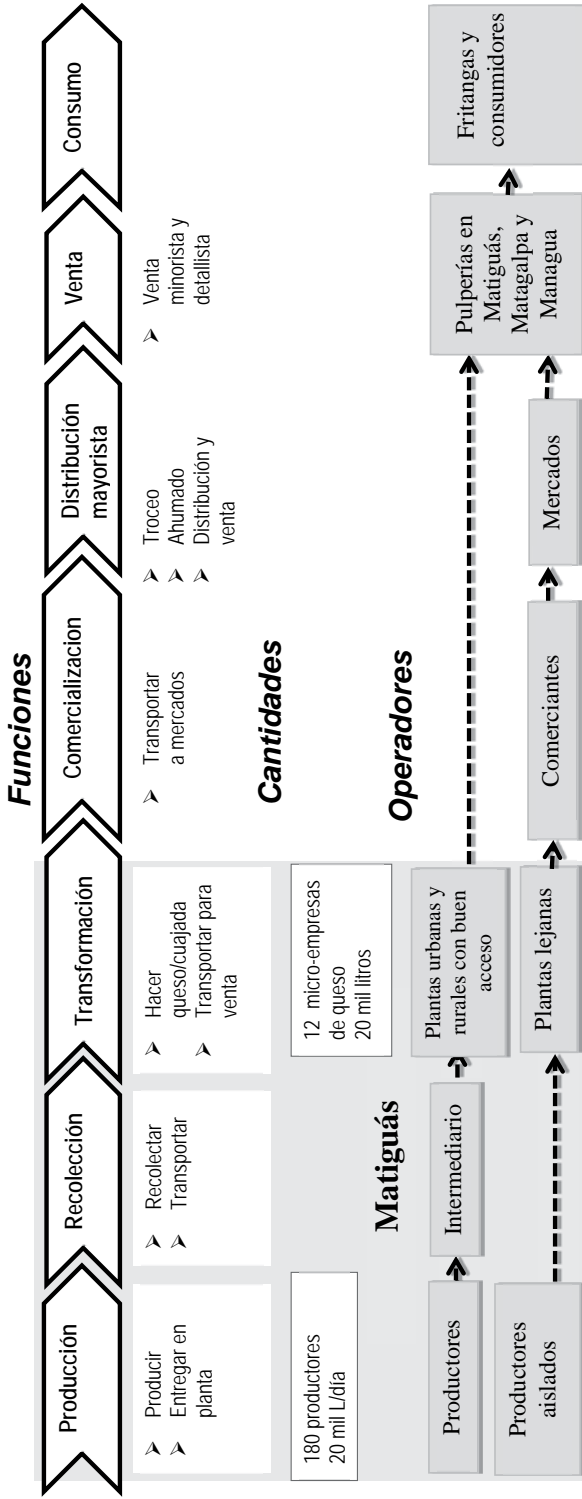 Funciones
Producción
Recolección
Transformación
Comercializacion
Distribución
mayorista
Venta
Consumo
➢ Producir
➢ Entregar en
planta
➢ Recolectar
➢ Transportar
➢ Hacer
queso/cuajada
➢ Transportar para
venta
➢ Transportar
a mercados
➢ Troceo
➢ Ahumado
➢ Distribución y
venta
➢ Venta
minorista y
detallista
Cantidades
180 productores
20 mil L/día
12 micro-empresas
de queso
20 mil litros
Matiguás
Operadores
Productores
Intermediario
Plantas urbanas y
rurales con buen
acceso
Pulperías en
Matiguás,
Matagalpa y
Managua
Fritangas y
consumidores
Productores
aislados
Plantas lejanas
Comerciantes
Mercados